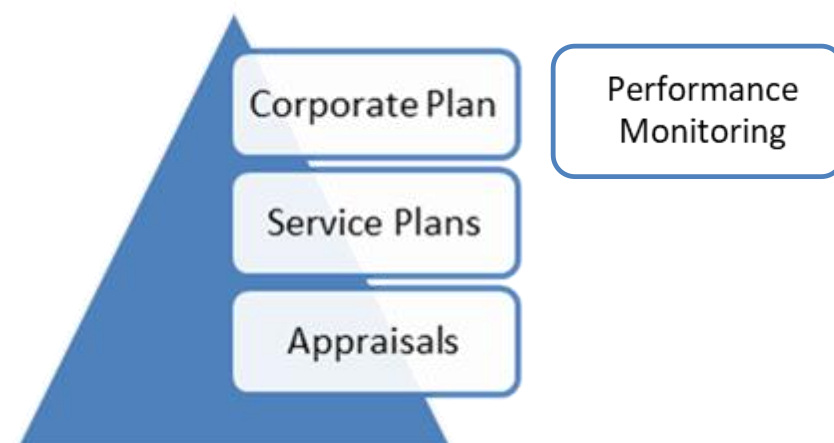 Corporate Plan
Performance
Monitoring
Service Plans
Appraisals